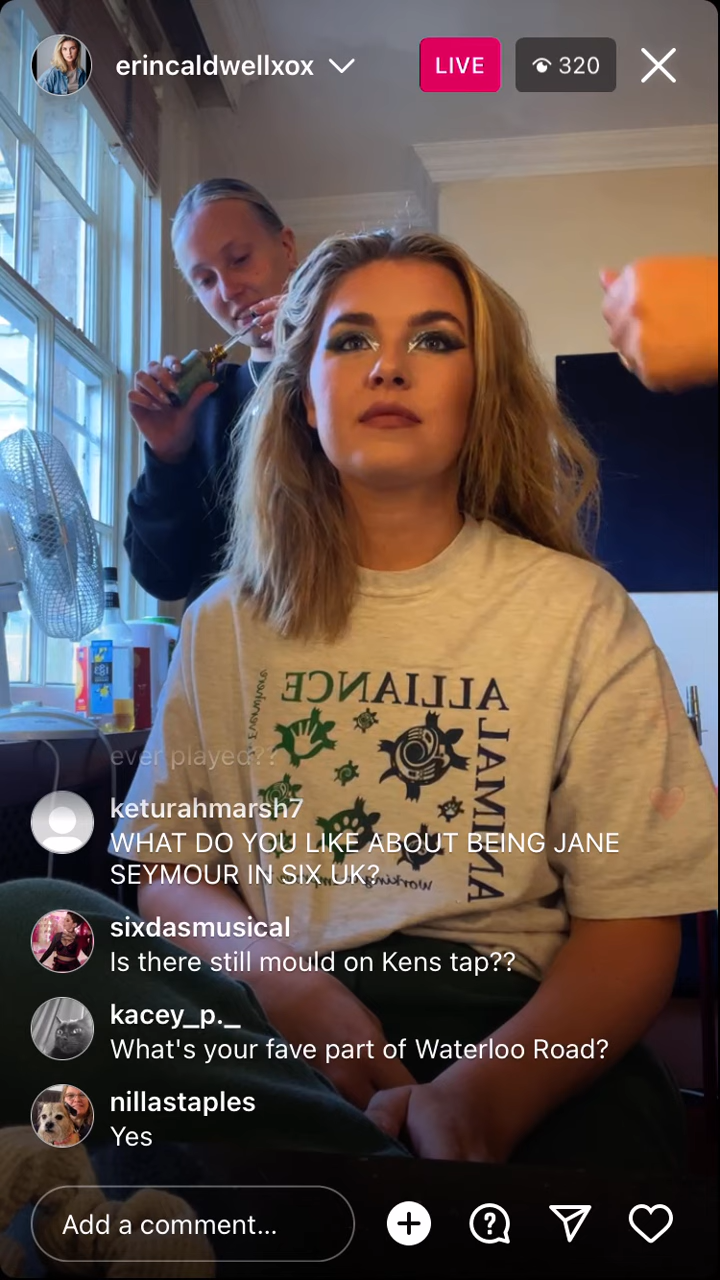 erincaldwellxox
LIVE
320
ALLIANCE
ANIMAL
ever played??
keturahmarsh7
WHAT DO YOU LIKE ABOUT BEING JANE
SEYMOUR IN SIX UK?
sixdasmusical
Is there still mould on Kens tap??
kacey_p._
What's your fave part of Waterloo Road?
nillastaples
Yes
Add a comment...